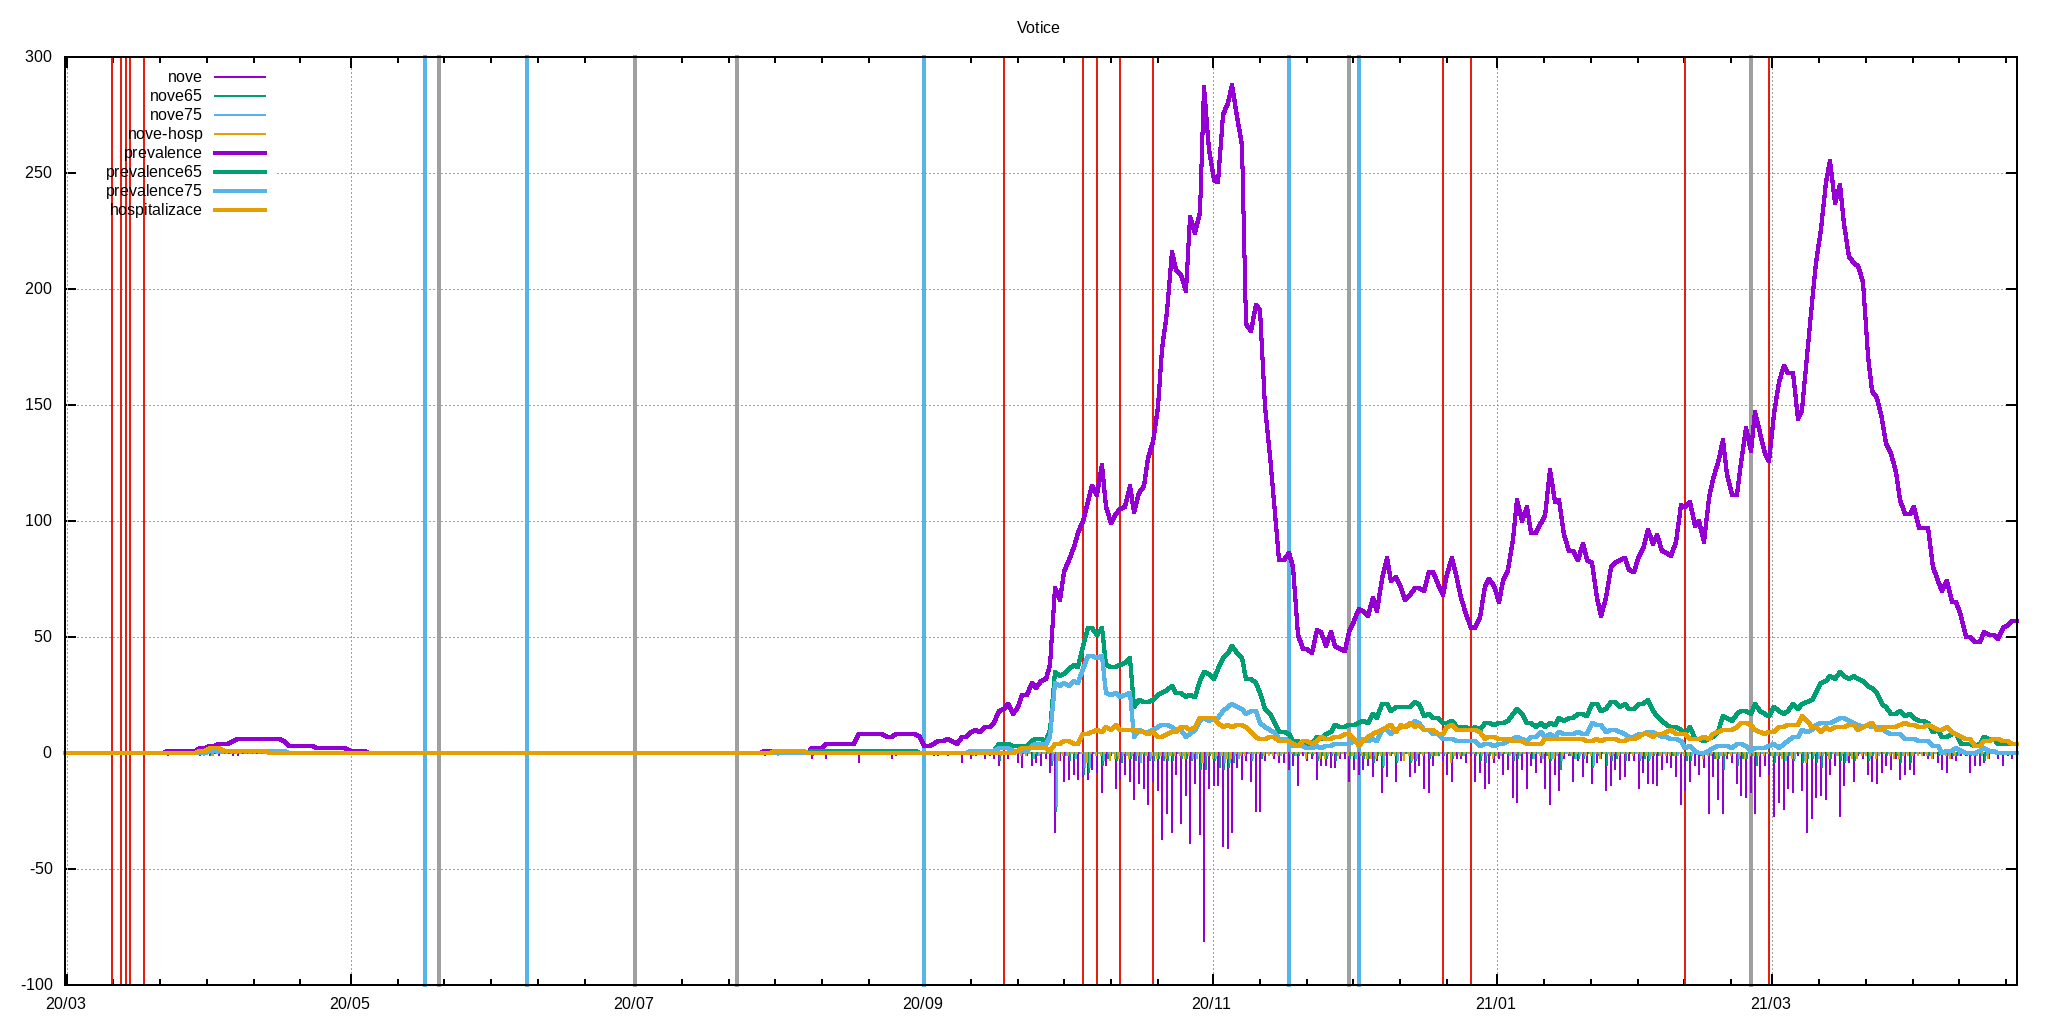 Votice
300
nove
nove65
nove75
nove-hosp
prevalence
prevalence65
prevalence75
hospitalizace
250
200
150
100
50
0
-50
-100
20/03 20/05 20/07 20/09 20/11 21/01 21/03